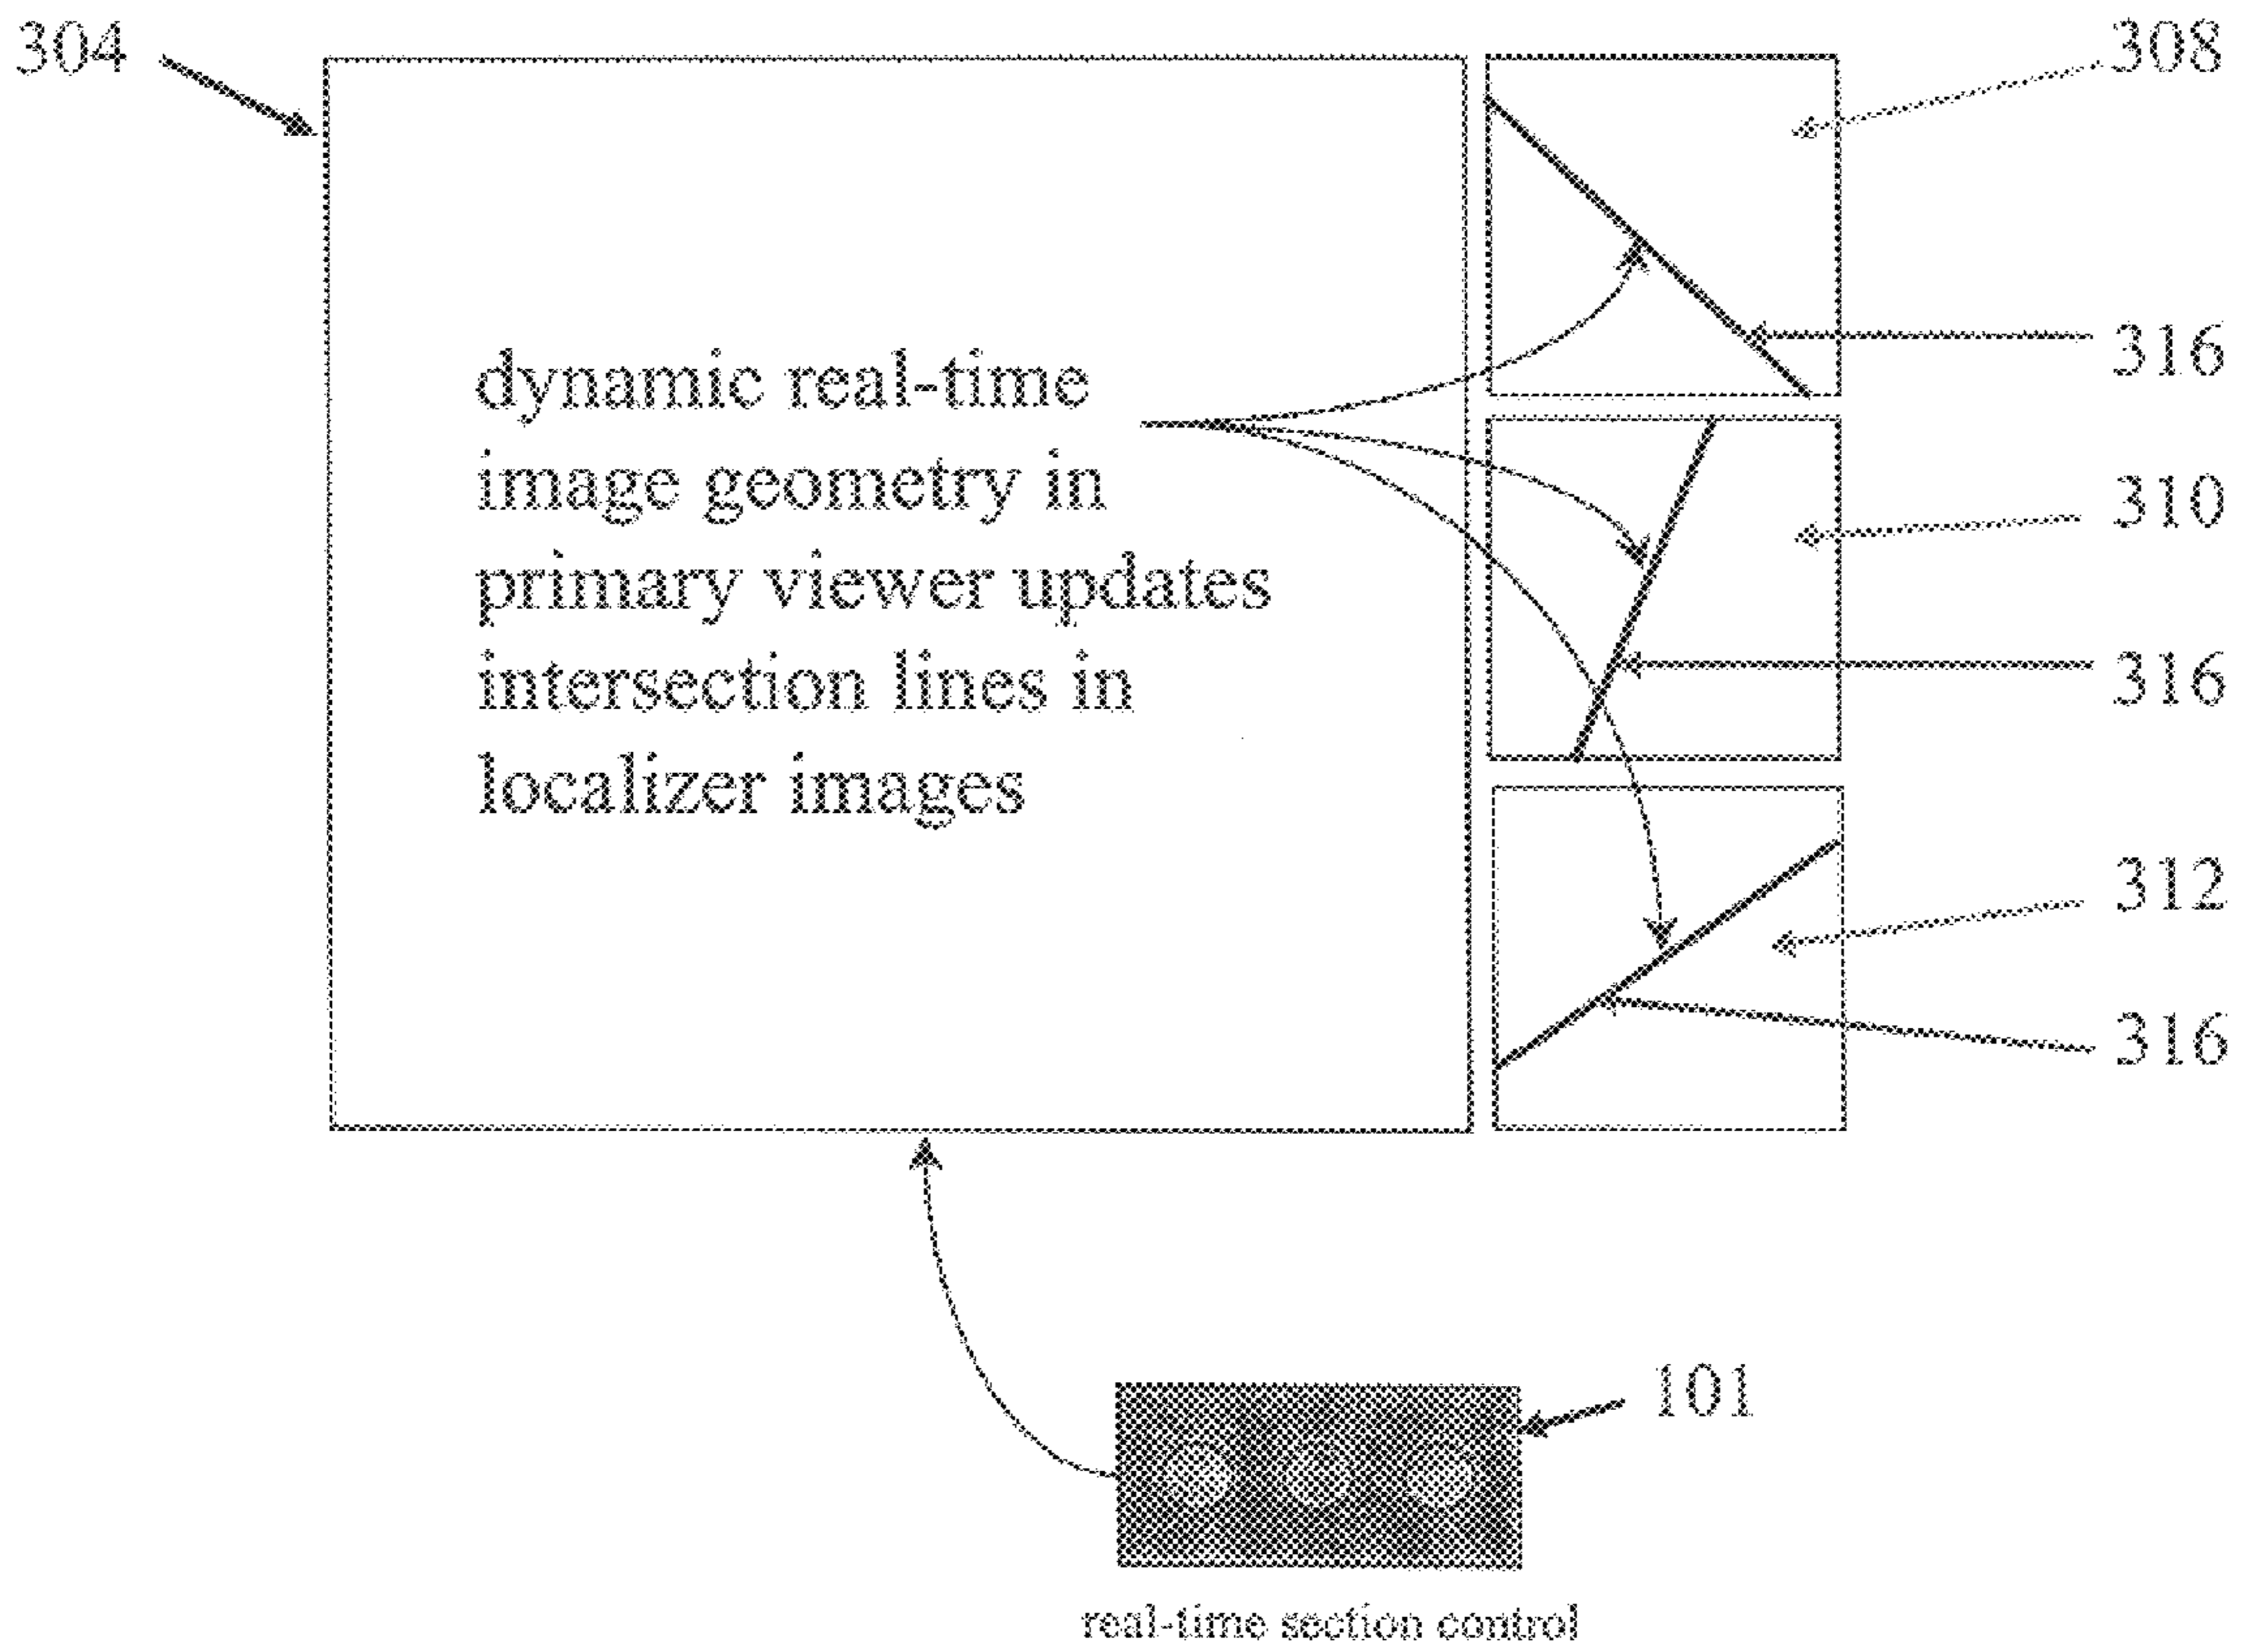 304
308
dynamic real-time
image geometry in
primary viewer updates
intersection lines in
localizer images
316
310
316
312
316
101
real-time section control